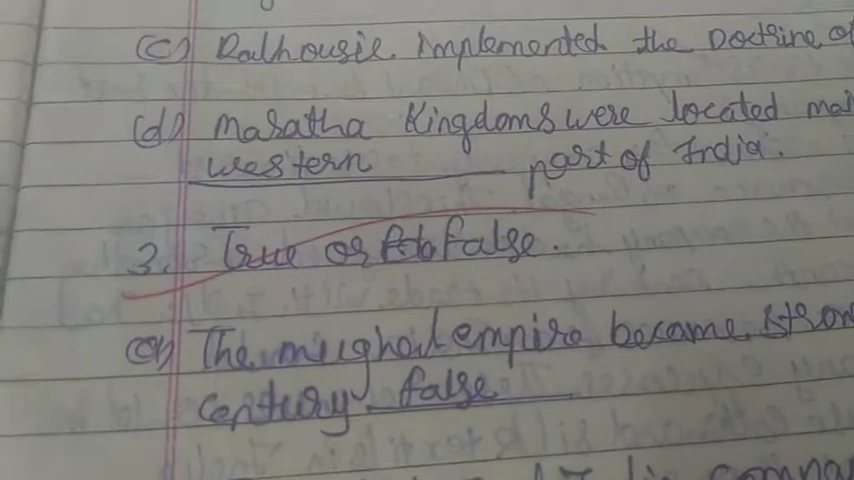 (c) Dalhousie implemented the Doctrine of
(d) Maratha Kingdoms were located mai
western part of India.
3. True or False.
(a) The mughal empire became stron
century false